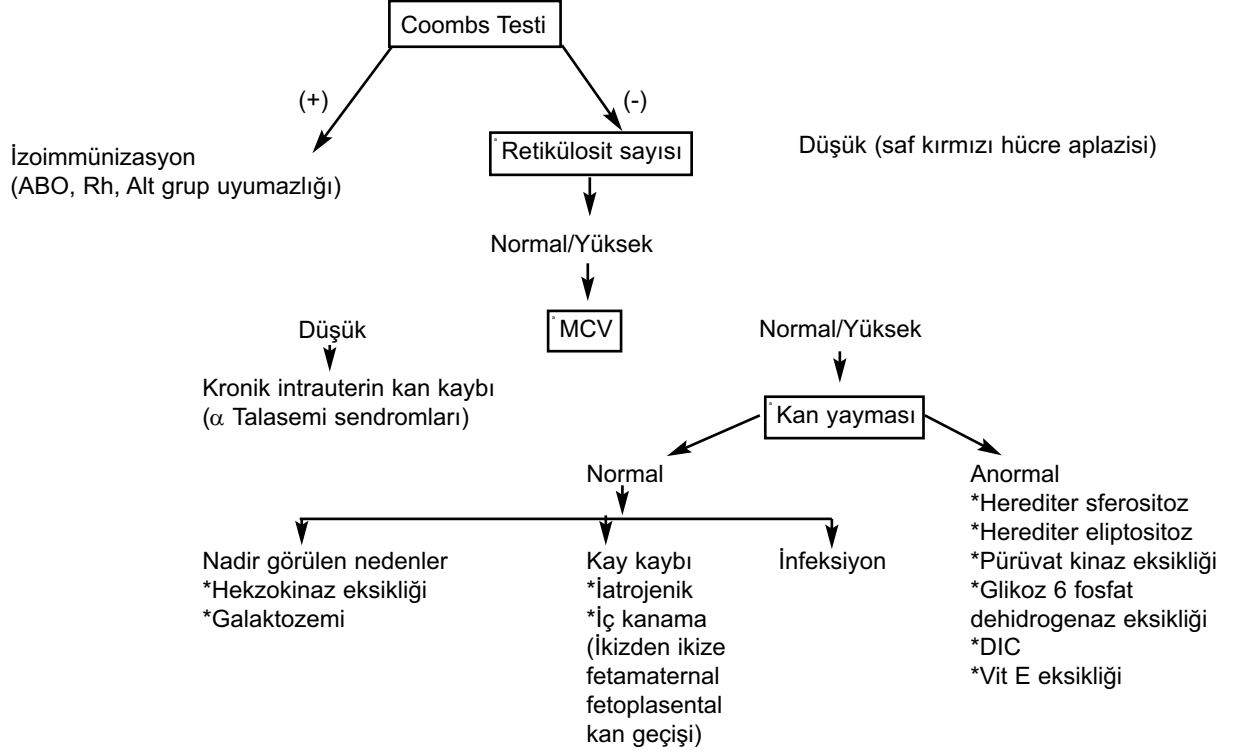 Coombs Testi
(+)
(-)
İzoimmünizasyon
(ABO, Rh, Alt grup uyumazlığı)
Retikülosit sayısı
Düşük (saf kırmızı hücre aplazisi)
Normal/Yüksek
Düşük
MCV
Normal/Yüksek
Kronik intrauterin kan kaybı
(α Talasemi sendromları)
Kan yayması
Normal
Anormal
*Herediter sferositoz
*Herediter eliptositoz
*Pürüvat kinaz eksikliği
*Glikoz 6 fosfat
dehidrogenaz eksikliği
*DIC
*Vit E eksikliği
Nadir görülen nedenler
*Hekzokinaz eksikliği
*Galaktozemi
Kay kaybı
*İatrojenik
*İç kanama
(İkizden ikize
fetamaternal
fetoplasental
kan geçişi)
İnfeksiyon